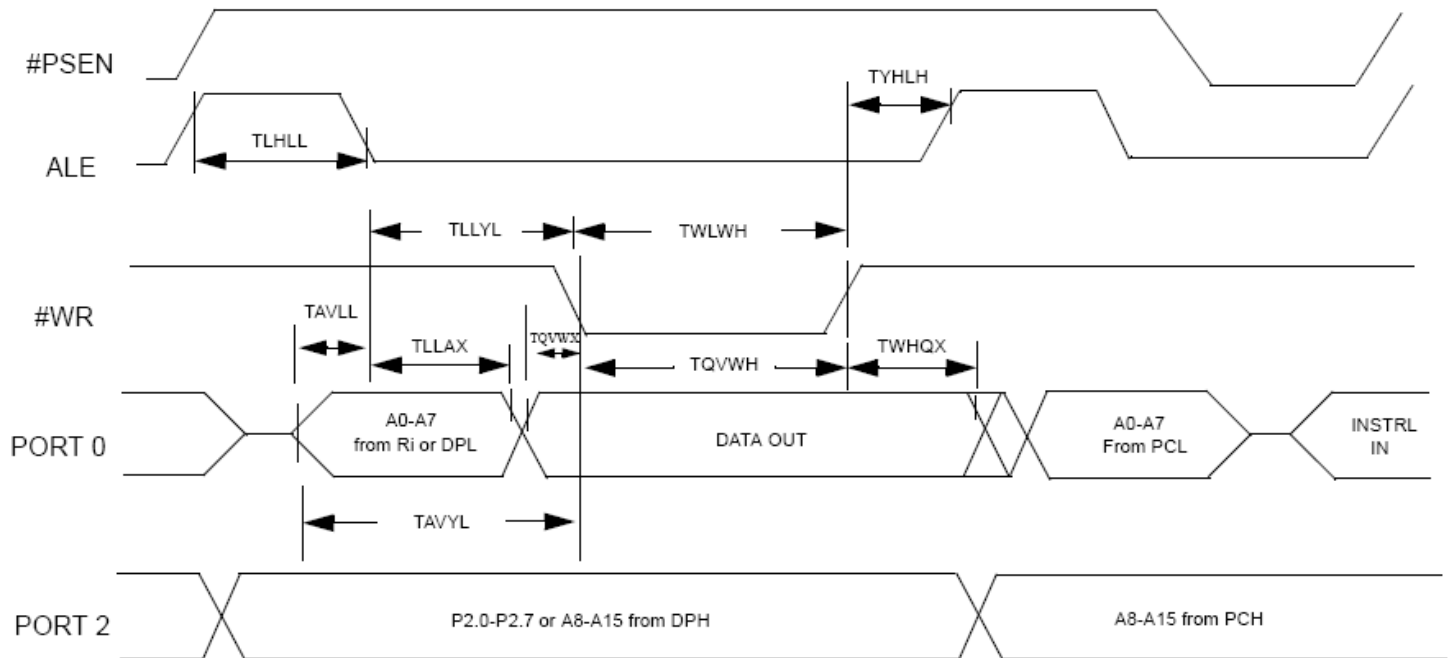 #PSEN
TYHLH
TLHLL
ALE
TLLYL
TWLWH
#WR
TAVLL
TQVWX
TLLAX
TQVWH
TWHQX
PORT 0
A0-A7
from Ri or DPL
DATA OUT
A0-A7
From PCL
INSTRL
IN
TAVYL
PORT 2
P2.0-P2.7 or A8-A15 from DPH
A8-A15 from PCH